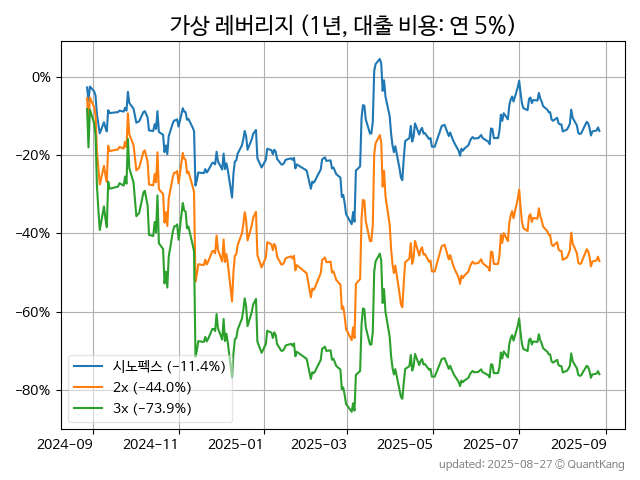 가상 레버리지 (1년, 대출 비용: 연 5%)
0%
−20%
−40%
−60%
−80%
시노펙스 (−11.4%)
2x (−44.0%)
3x (−73.9%)
2024-09 2024-11 2025-01 2025-03 2025-05 2025-07 2025-09
updated: 2025-08-27 © QuantKang